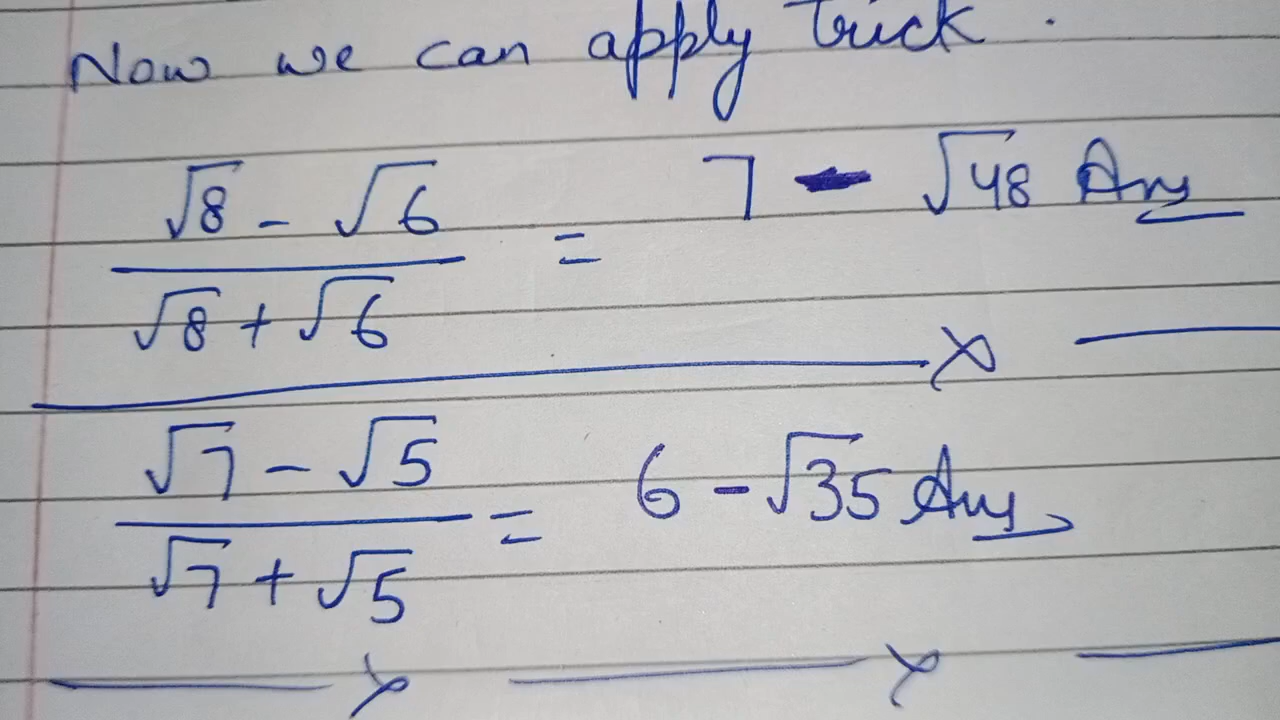 Now we can apply trick.
√8 - √6 / √8 + √6 = 7 - √48 Ans
√7 - √5 / √7 + √5 = 6 - √35 Ans